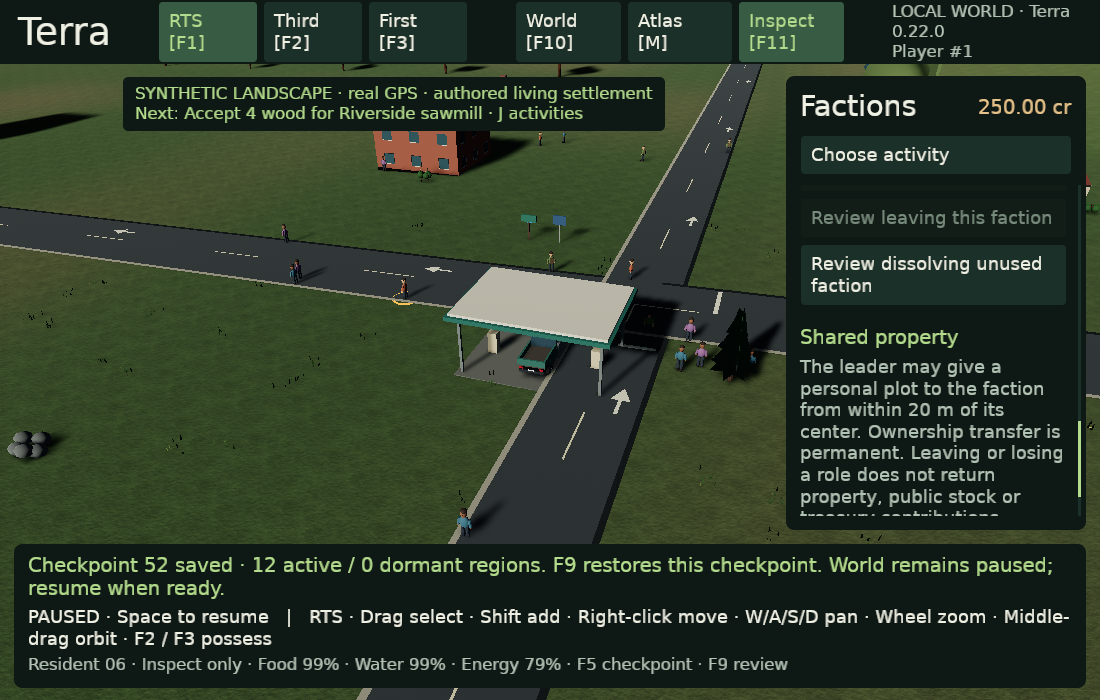 Terra
RTS
[F1]
Third
[F2]
First
[F3]
World
[F10]
Atlas
[M]
Inspect
[F11]
LOCAL WORLD · Terra
0.22.0
Player #1
SYNTHETIC LANDSCAPE · real GPS · authored living settlement
Next: Accept 4 wood for Riverside sawmill · J activities
Factions
250.00 cr
Choose activity
Review leaving this faction
Review dissolving unused
faction
Shared property
The leader may give a
personal plot to the faction
from within 20 m of its
center. Ownership transfer is
permanent. Leaving or losing
a role does not return
property, public stock or
treasury contributions.
Checkpoint 52 saved · 12 active / 0 dormant regions. F9 restores this checkpoint. World remains paused;
resume when ready.
PAUSED · Space to resume | RTS · Drag select · Shift add · Right-click move · W/A/S/D pan · Wheel zoom · Middle-
drag orbit · F2 / F3 possess
Resident 06 · Inspect only · Food 99% · Water 99% · Energy 79% · F5 checkpoint · F9 review